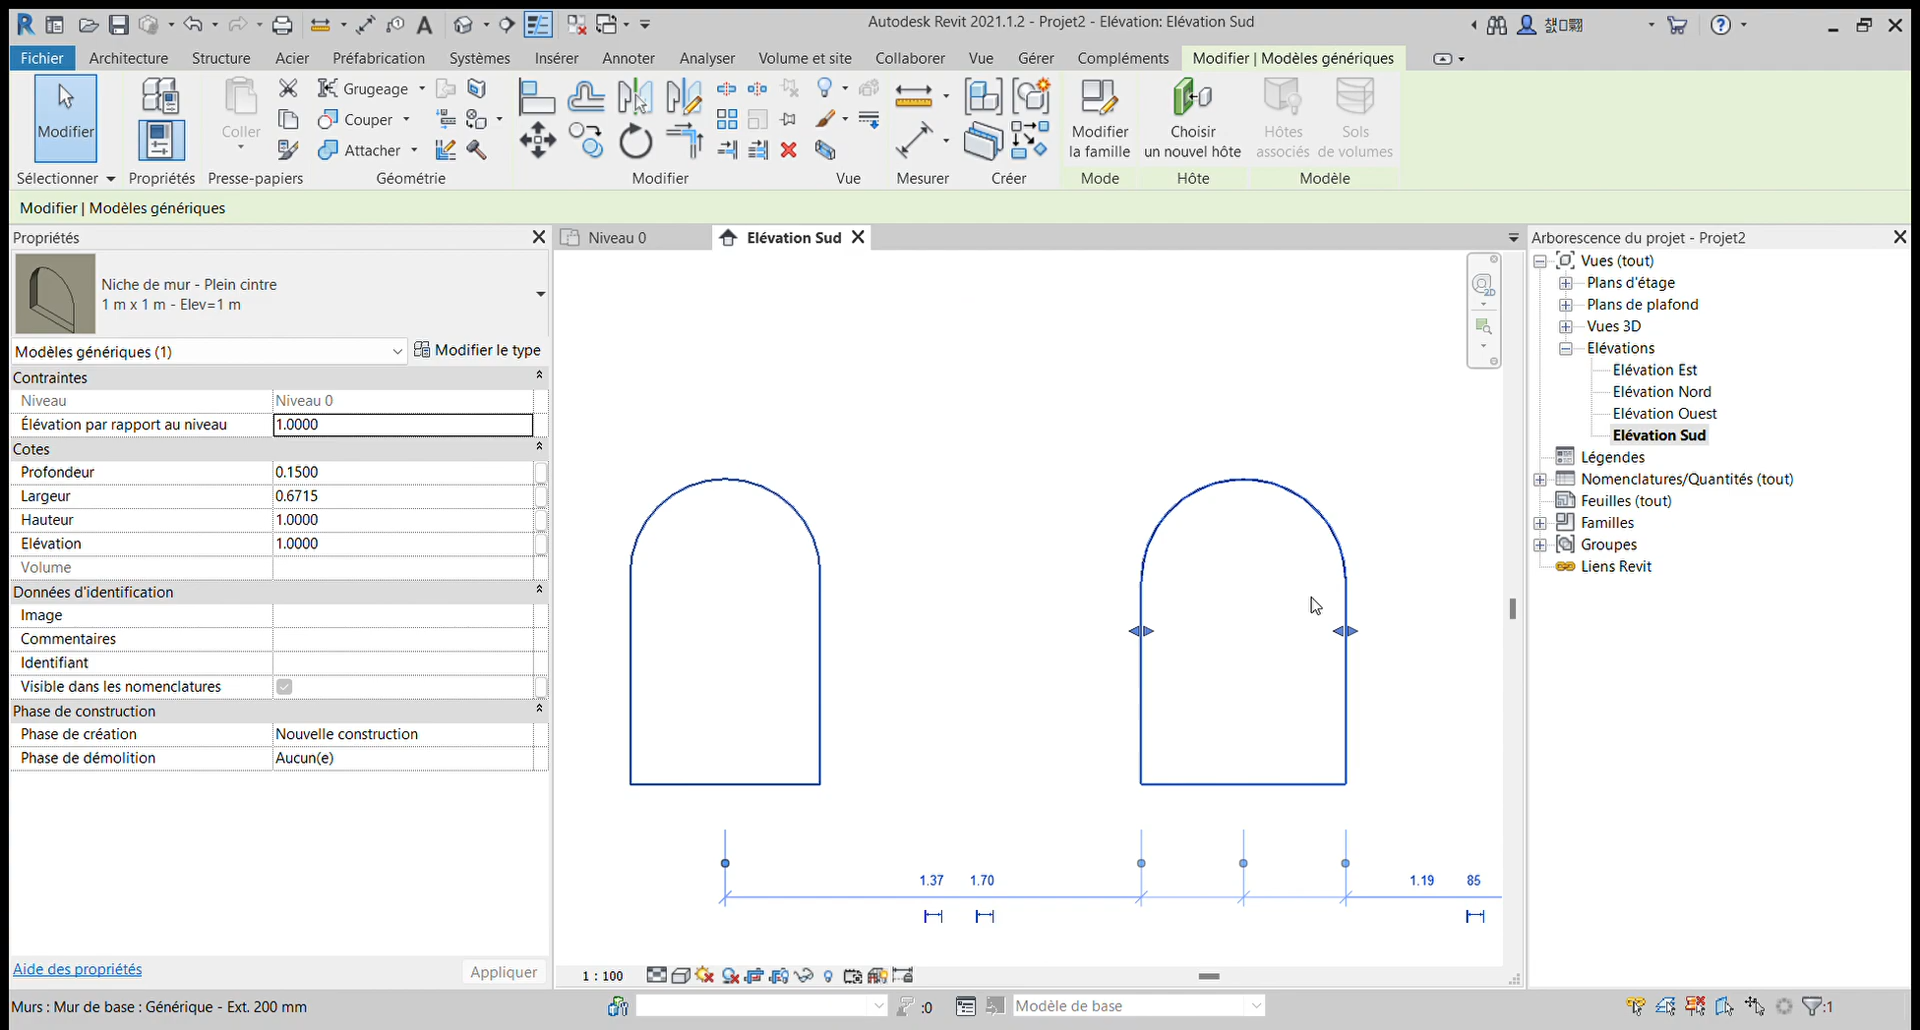 Autodesk Revit 2021.1.2 - Projet2 - Elévation: Elévation Sud
Fichier Architecture Structure Acier Préfabrication Systèmes Insérer Annoter Analyser Volume et site Collaborer Vue Gérer Compléments Modifier | Modèles génériques
Modifier
Coller
Grugeage
Couper
Attacher
Modifier
la famille
Choisir
un nouvel hôte
Hôtes
associés
Sols
de volumes
Sélectionner Propriétés Presse-papiers Géométrie Modifier Vue Mesurer Créer Mode Hôte Modèle
Modifier | Modèles génériques
Propriétés
Niche de mur - Plein cintre
1 m x 1 m - Elev=1 m
Modèles génériques (1) Modifier le type
Contraintes
Niveau Niveau 0
Élévation par rapport au niveau 1.0000
Cotes
Profondeur 0.1500
Largeur 0.6715
Hauteur 1.0000
Elévation 1.0000
Volume
Données d'identification
Image
Commentaires
Identifiant
Visible dans les nomenclatures
Phase de construction
Phase de création Nouvelle construction
Phase de démolition Aucun(e)
Aide des propriétés Appliquer
Niveau 0 Elévation Sud
2D
1.37 1.70 1.19 85
1 : 100
Arborescence du projet - Projet2
Vues (tout)
Plans d'étage
Plans de plafond
Vues 3D
Elévations
Elévation Est
Elévation Nord
Elévation Ouest
Elévation Sud
Légendes
Nomenclatures/Quantités (tout)
Feuilles (tout)
Familles
Groupes
Liens Revit
Murs : Mur de base : Générique - Ext. 200 mm :0 Modèle de base :1